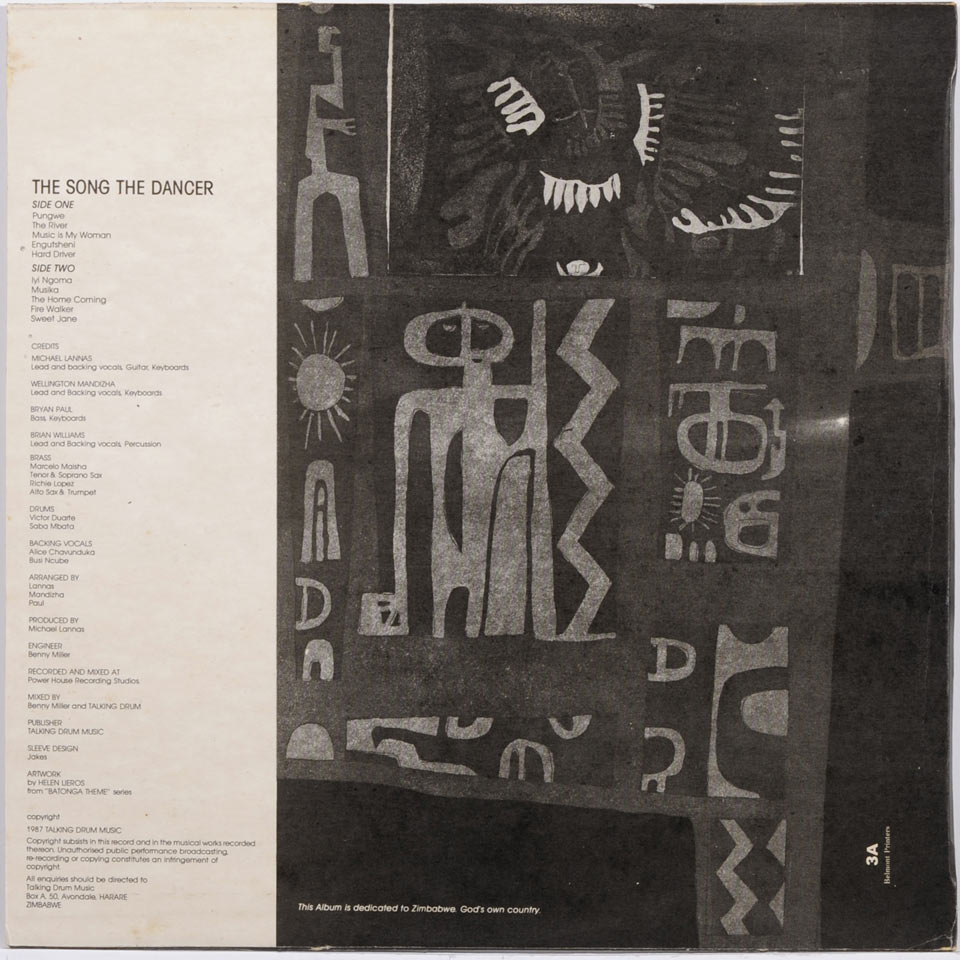 THE SONG THE DANCER
SIDE ONE
Pungwe
The River
Music is My Woman
Engutsheni
Hard Driver
SIDE TWO
Iyi Ngoma
Musika
The Home Coming
Fire Walker
Sweet Jane
CREDITS
MICHAEL LANNAS
Lead and backing vocals, Guitar, Keyboards
WELLINGTON MANDIZHA
Lead and Backing vocals, Keyboards
BRYAN PAUL
Bass, Keyboards
BRIAN WILLIAMS
Lead and Backing vocals, Percussion
BRASS
Marcelo Maisha
Tenor & Soprano Sax
Richie Lopez
Alto Sax & Trumpet
DRUMS
Victor Duarte
Saba Mbata
BACKING VOCALS
Alice Chavunduka
Busi Ncube
ARRANGED BY
Lannas
Mandizha
Paul
PRODUCED BY
Michael Lannas
ENGINEER
Benny Miller
RECORDED AND MIXED AT
Power House Recording Studios.
MIXED BY
Benny Miller and TALKING DRUM
PUBLISHER
TALKING DRUM MUSIC
SLEEVE DESIGN
Jakes
ARTWORK
by HELEN LIEROS
from "BATONGA THEME" series
copyright
1987 TALKING DRUM MUSIC
Copyright subsists in this record and in the musical works recorded
thereon. Unauthorised public performance broadcasting,
re-recording or copying constitutes an infringement of
copyright.
All enquiries should be directed to
Talking Drum Music
Box A. 50, Avondale, HARARE
ZIMBABWE
This Album is dedicated to Zimbabwe. God's own country.
3A
Belmont Printers